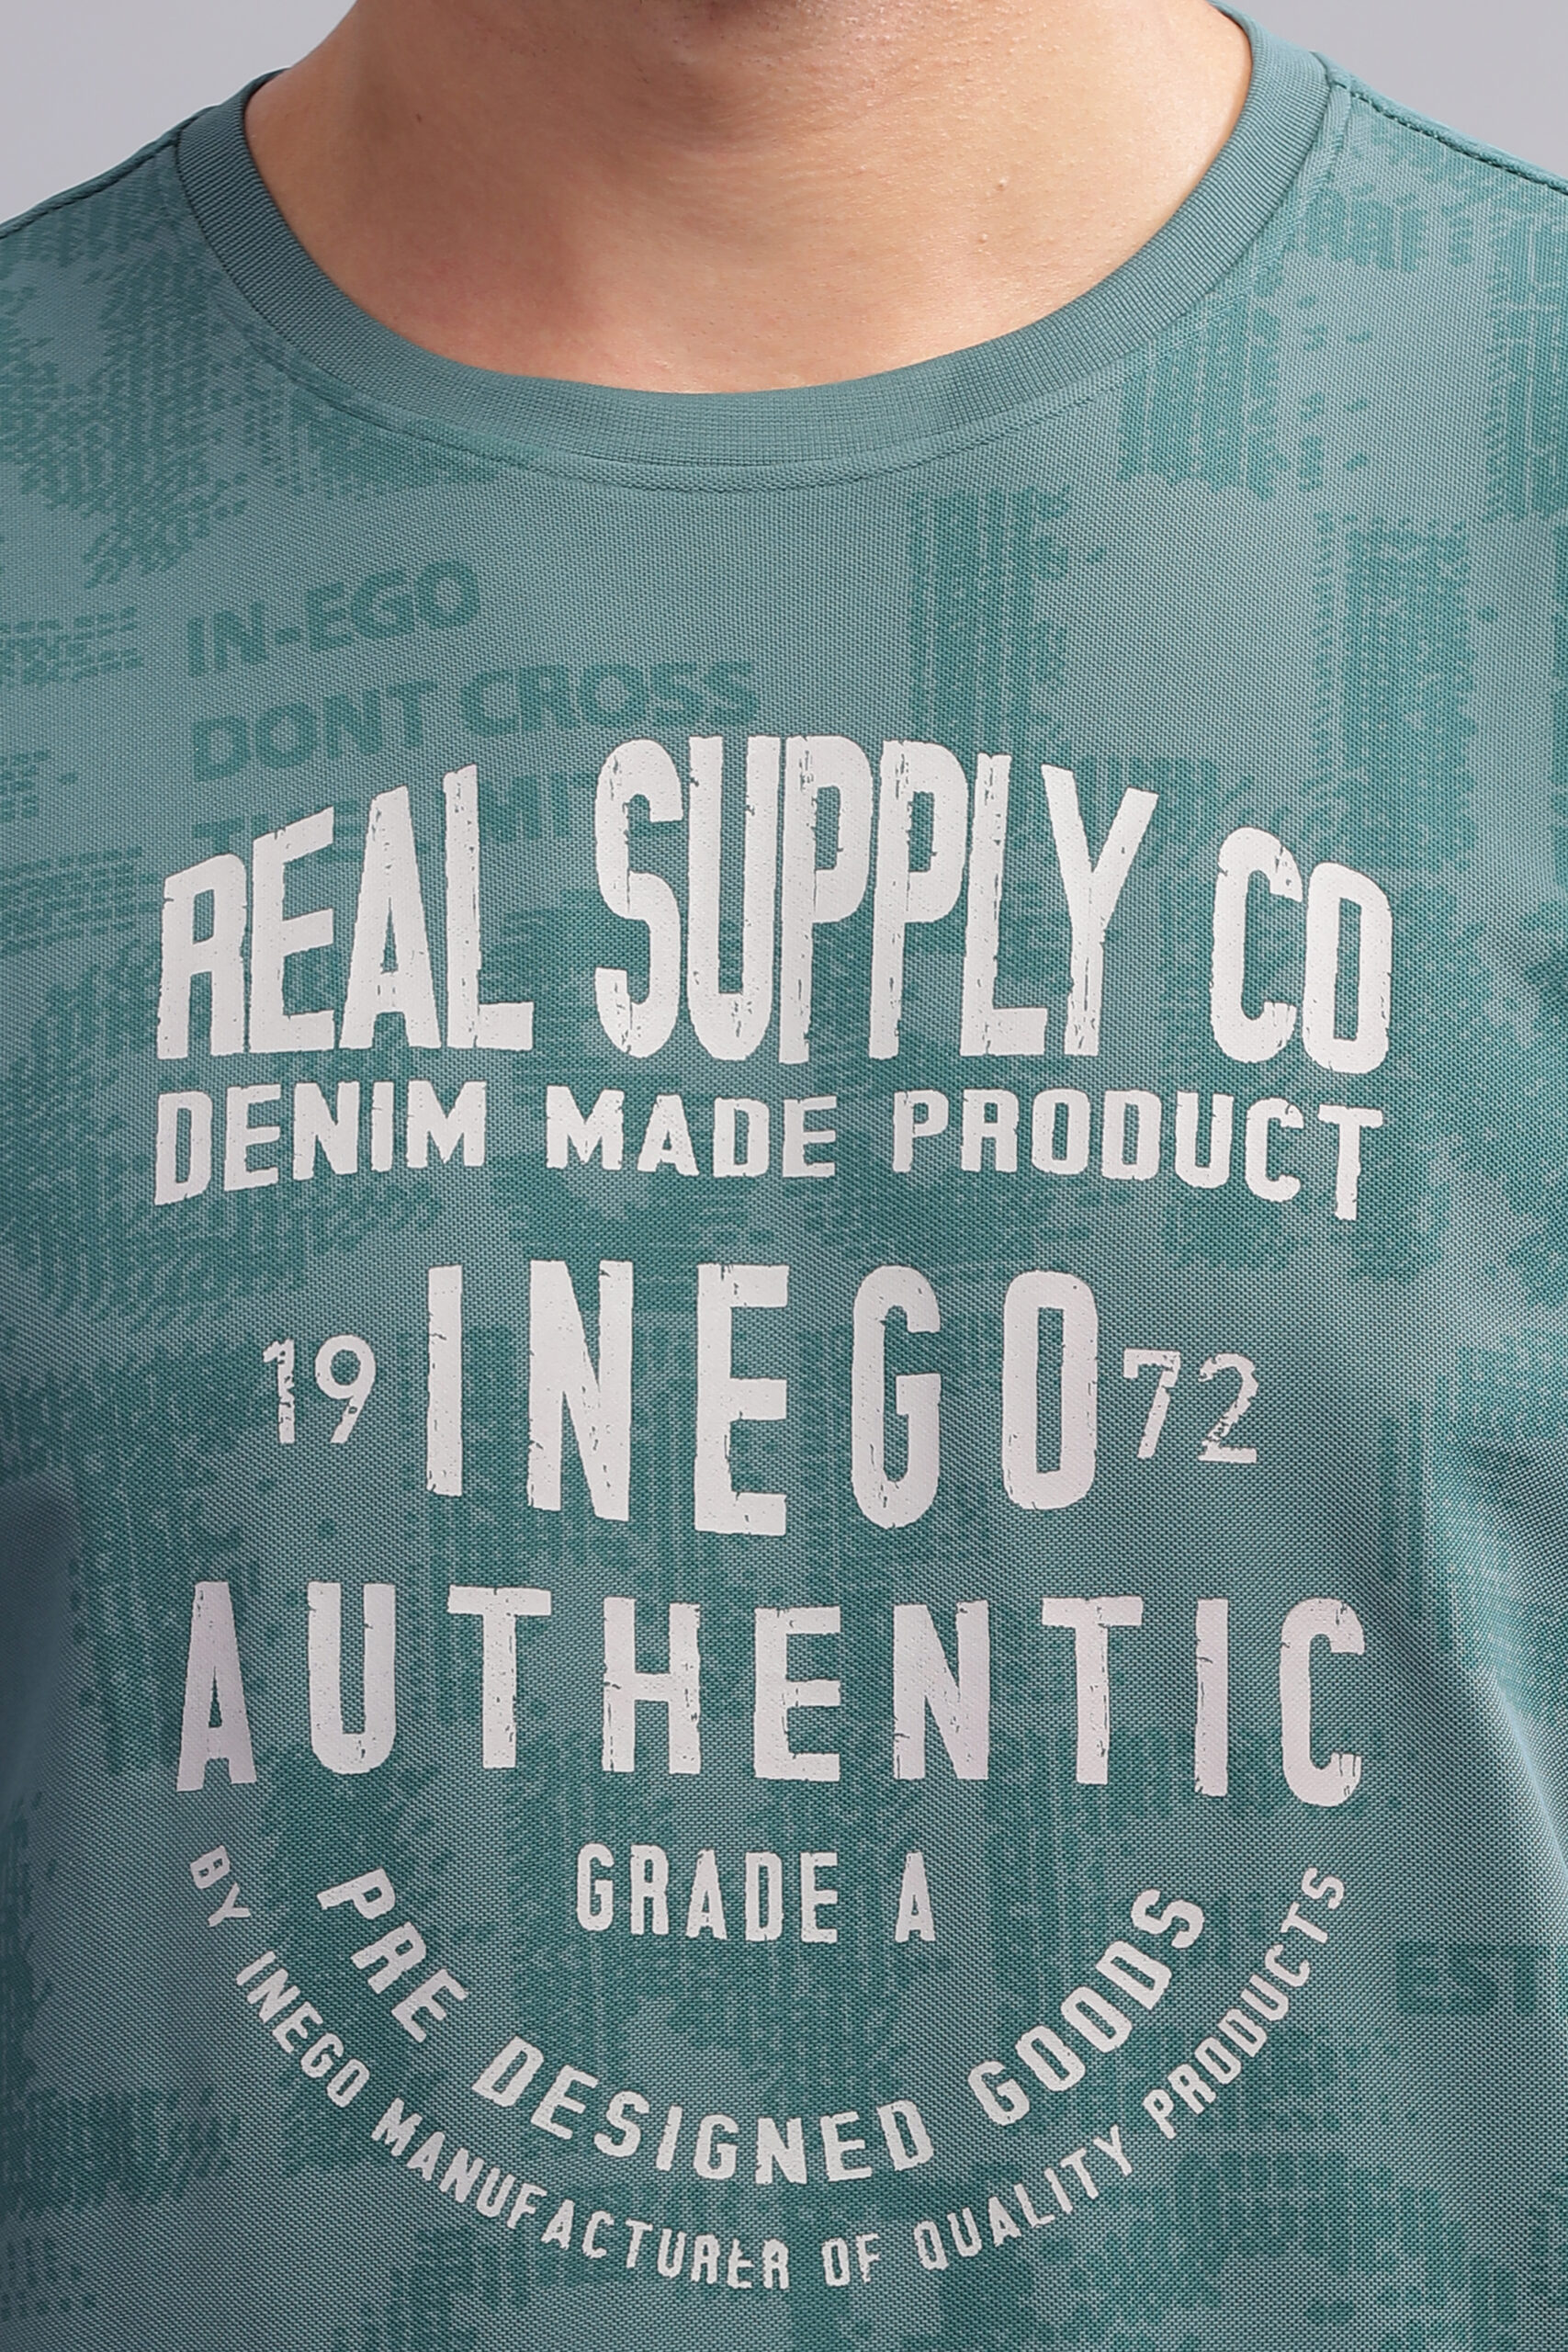 IN-EGO
DONT CROSS
REAL SUPPLY CO
DENIM MADE PRODUCT
19 INEGO 72
AUTHENTIC
GRADE A
PRE DESIGNED GOODS
BY INEGO MANUFACTURER OF QUALITY PRODUCTS